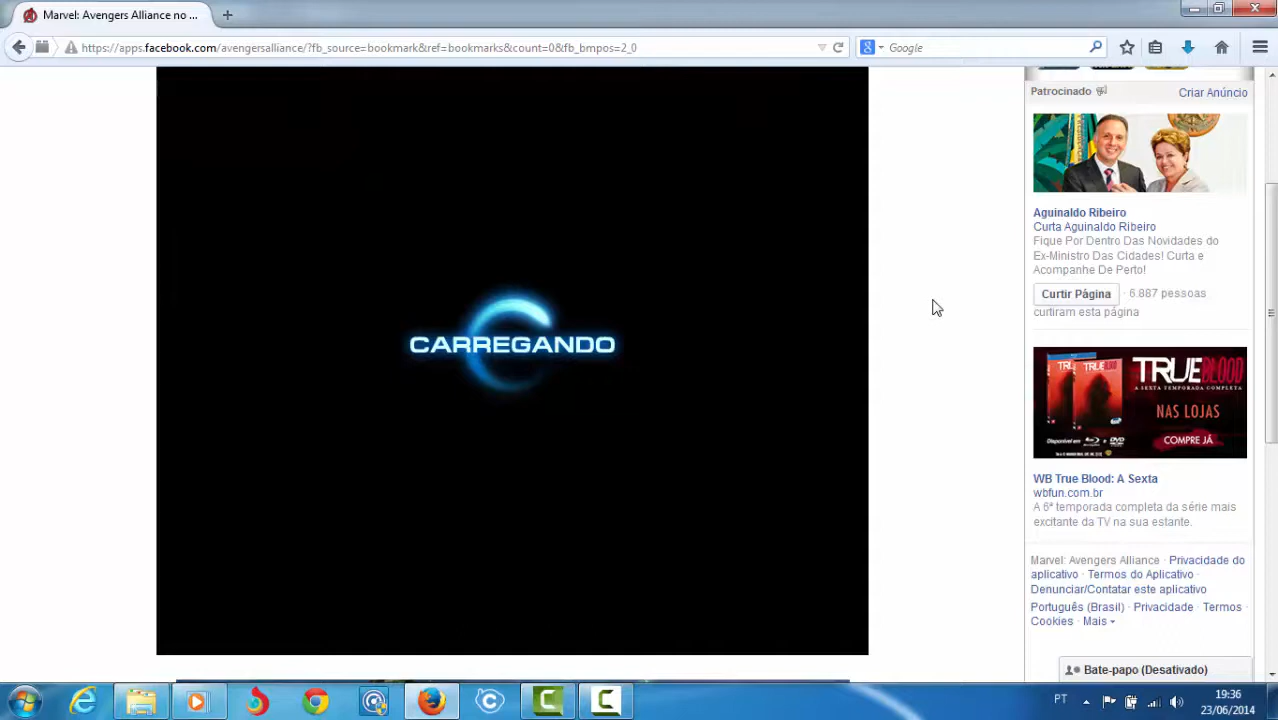 Marvel: Avengers Alliance no ...
https://apps.facebook.com/avengersalliance/?fb_source=bookmark&ref=bookmarks&count=0&fb_bmpos=2_0
Google
Patrocinado
Criar Anúncio
Aguinaldo Ribeiro
Curta Aguinaldo Ribeiro
Fique Por Dentro Das Novidades do
Ex-Ministro Das Cidades! Curta e
Acompanhe De Perto!
Curtir Página · 6.887 pessoas
curtiram esta página
CARREGANDO
TRUE BLOOD
A SEXTA TEMPORADA COMPLETA
NAS LOJAS
COMPRE JÁ
WB True Blood: A Sexta
wbfun.com.br
A 6ª temporada completa da série mais
excitante da TV na sua estante.
Marvel: Avengers Alliance · Privacidade do
aplicativo · Termos do Aplicativo ·
Denunciar/Contatar este aplicativo
Português (Brasil) · Privacidade · Termos ·
Cookies · Mais
Bate-papo (Desativado)
PT
19:36
23/06/2014